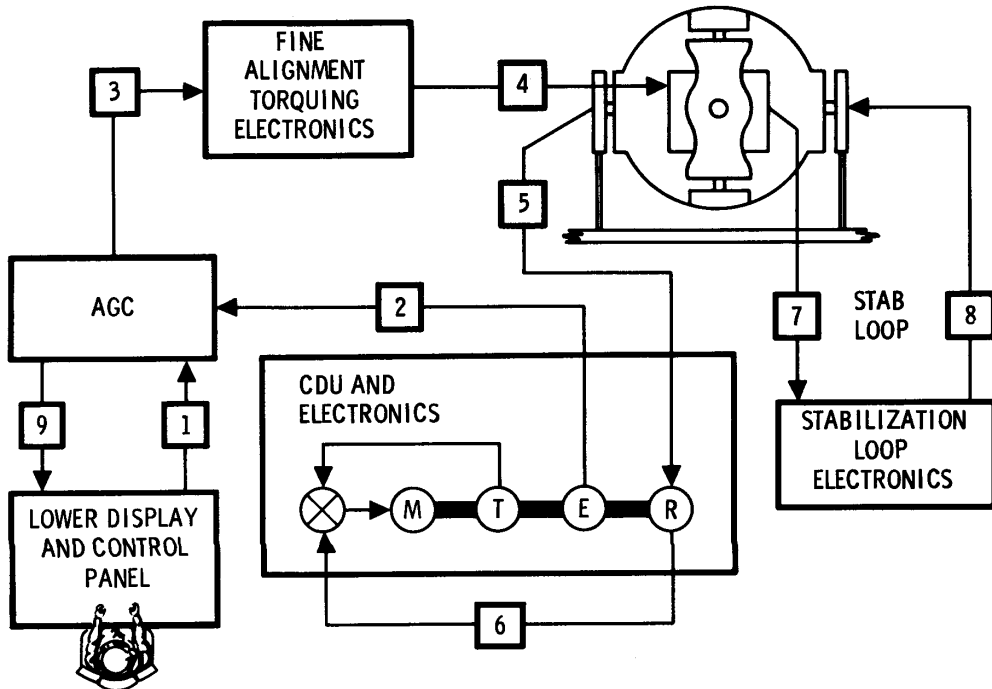 FINE
ALIGNMENT
TORQUING
ELECTRONICS
3
4
5
AGC
2
7
STAB
LOOP
8
CDU AND
ELECTRONICS
9
1
STABILIZATION
LOOP
ELECTRONICS
M
T
E
R
LOWER DISPLAY
AND CONTROL
PANEL
6